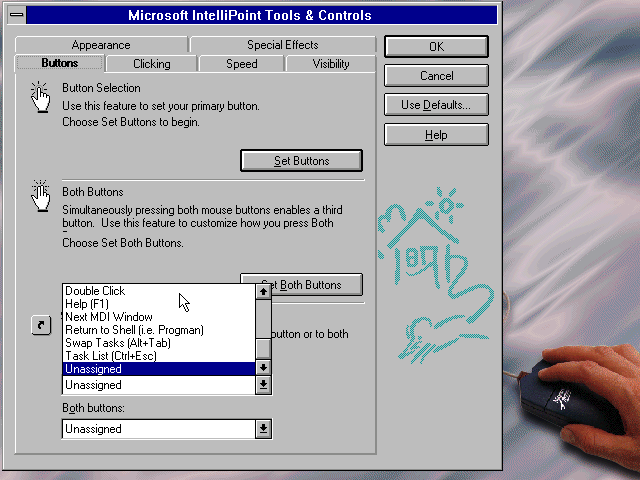 Microsoft IntelliPoint Tools & Controls
Appearance
Special Effects
Buttons
Clicking
Speed
Visibility
OK
Cancel
Use Defaults...
Help
Button Selection
Use this feature to set your primary button.
Choose Set Buttons to begin.
Set Buttons
Both Buttons
Simultaneously pressing both mouse buttons enables a third
button. Use this feature to customize how you press Both
Choose Set Both Buttons.
Set Both Buttons
Double Click
Help (F1)
Next MDI Window
Return to Shell (i.e. Progman)
button or to both
Swap Tasks (Alt+Tab)
Task List (Ctrl+Esc)
Unassigned
Unassigned
Both buttons:
Unassigned